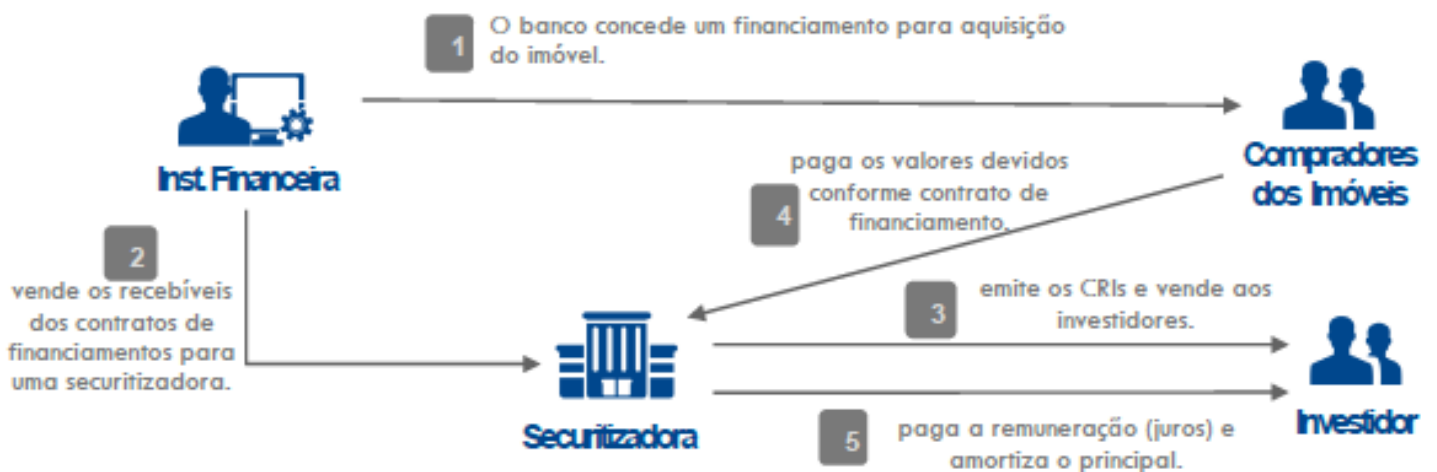 1
O banco concede um financiamento para aquisição
do imóvel.
Inst. Financeira
Compradores
dos Imóveis
4
paga os valores devidos
conforme contrato de
financiamento.
2
vende os recebíveis
dos contratos de
financiamentos para
uma securitizadora.
3
emite os CRIs e vende aos
investidores.
Securitizadora
Investidor
5
paga a remuneração (juros) e
amortiza o principal.